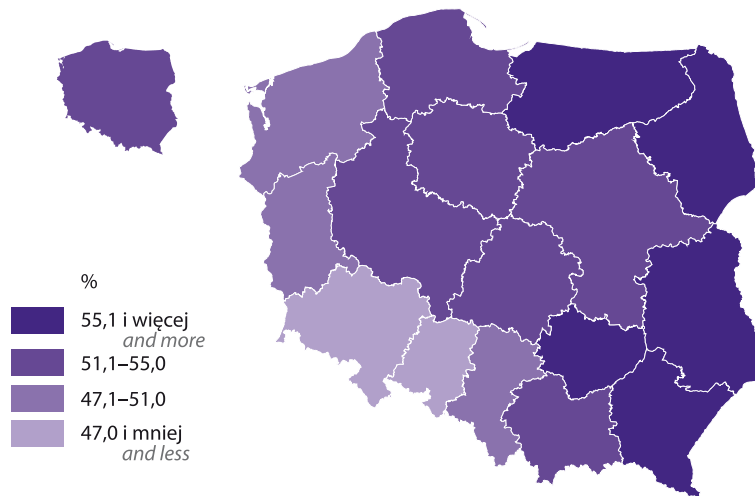 %
55,1 i więcej
and more
51,1–55,0
47,1–51,0
47,0 i mniej
and less